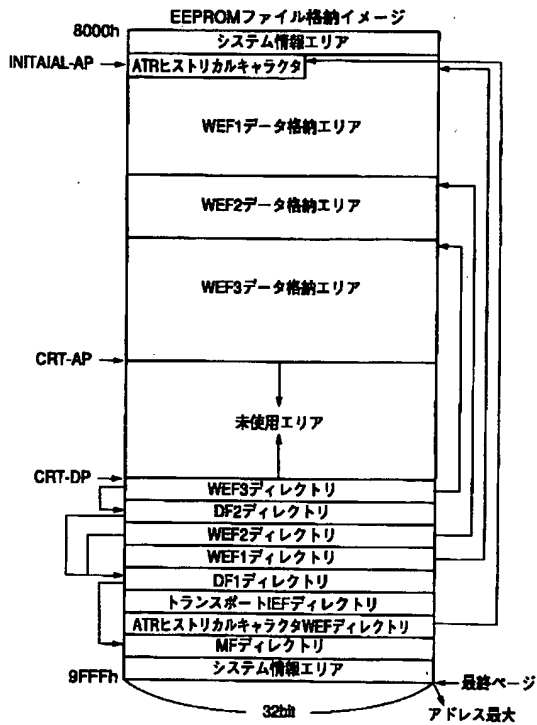 EEPROMファイル格納イメージ
8000h
システム情報エリア
INITAIAL-AP
ATRヒストリカルキャラクタ
WEF1データ格納エリア
WEF2データ格納エリア
WEF3データ格納エリア
CRT-AP
未使用エリア
CRT-DP
WEF3ディレクトリ
DF2ディレクトリ
WEF2ディレクトリ
WEF1ディレクトリ
DF1ディレクトリ
トランスポートIEFディレクトリ
ATRヒストリカルキャラクタWEFディレクトリ
MFディレクトリ
システム情報エリア
9FFFh
最終ページ
32bit
アドレス最大